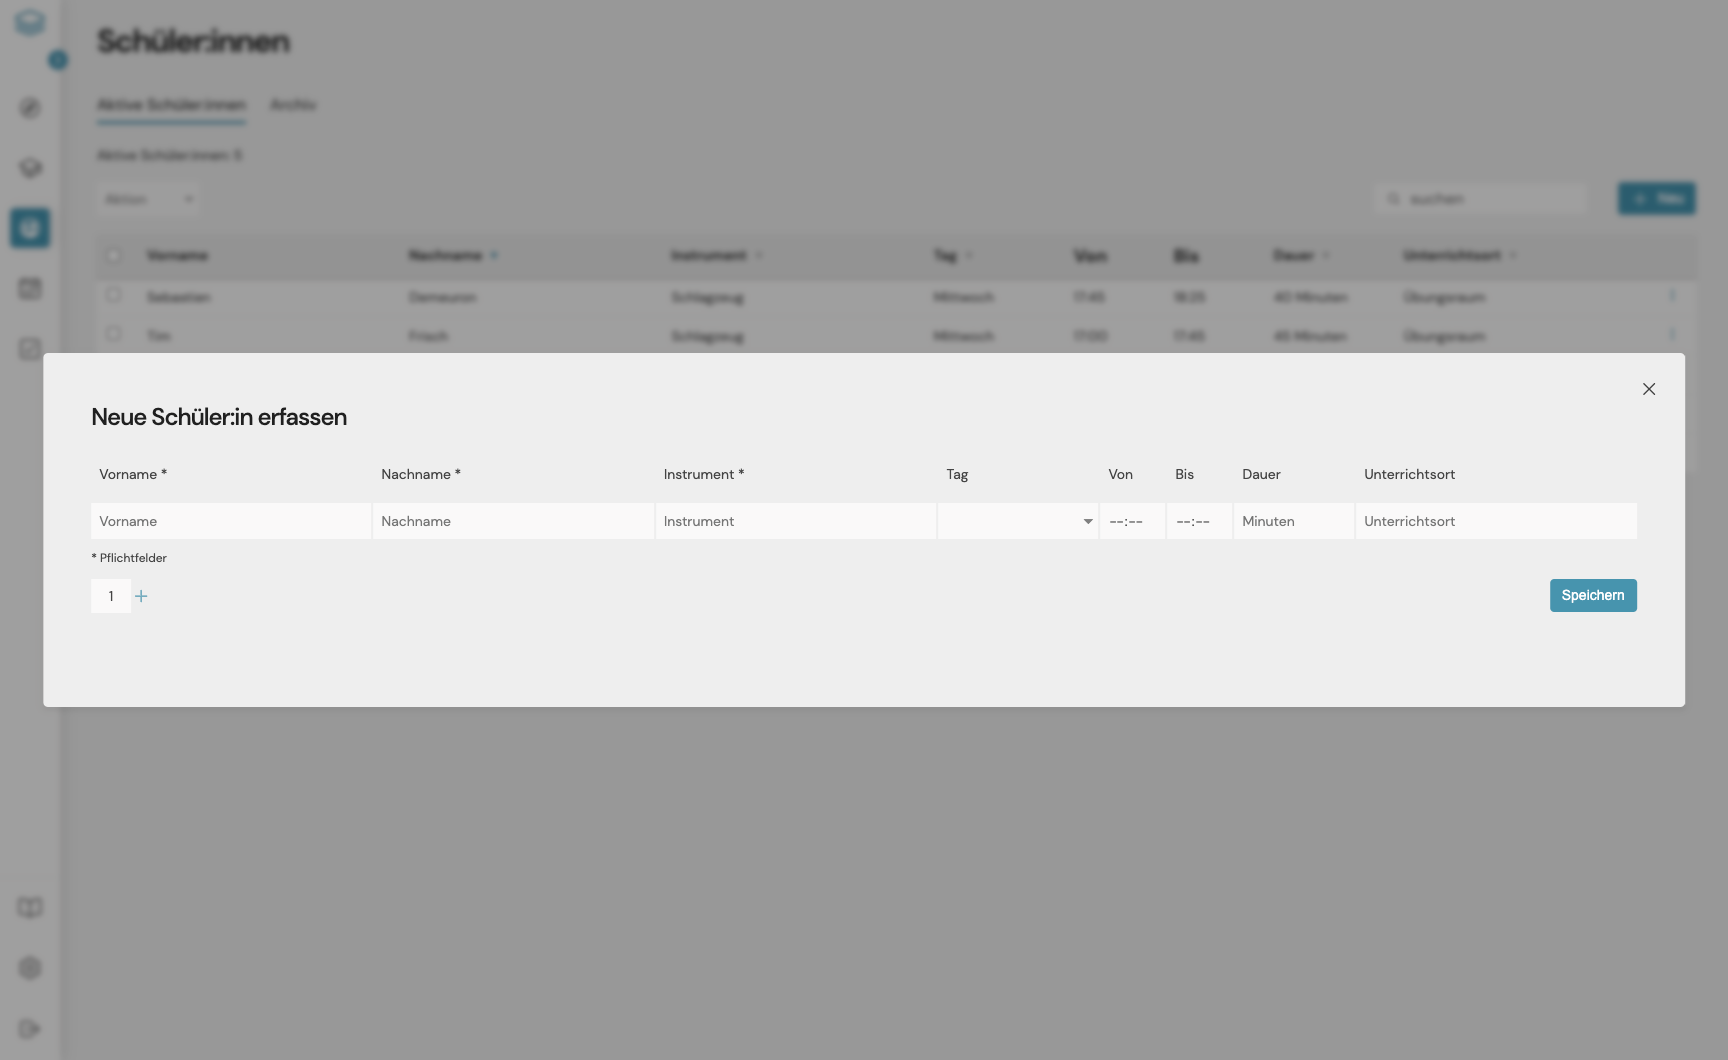 Schüler:innen
Aktive Schüler:innen Archiv
Aktive Schüler:innen: 5
Aktion suchen Neu
Vorname Nachname Instrument Tag Von Bis Dauer Unterrichtsort
Sebastian Demeuron Schlagzeug Mittwoch 17:45 18:25 40 Minuten Übungsraum
Tim Frisch Schlagzeug Mittwoch 17:00 17:45 45 Minuten Übungsraum
Neue Schüler:in erfassen
Vorname * Nachname * Instrument * Tag Von Bis Dauer Unterrichtsort
Vorname Nachname Instrument --:-- --:-- Minuten Unterrichtsort
* Pflichtfelder
1 + Speichern